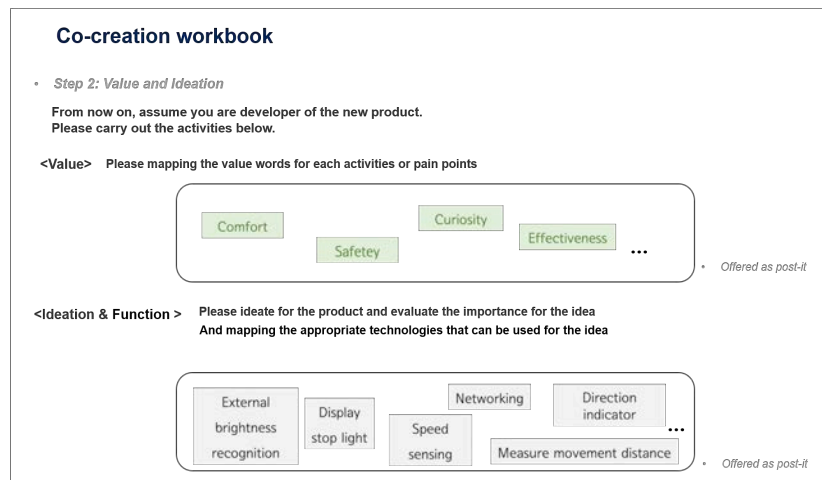 Co-creation workbook
• Step 2: Value and Ideation
From now on, assume you are developer of the new product.
Please carry out the activities below.
<Value> Please mapping the value words for each activities or pain points
Comfort
Safetey
Curiosity
Effectiveness
...
• Offered as post-it
<Ideation & Function > Please ideate for the product and evaluate the importance for the idea
And mapping the appropriate technologies that can be used for the idea
External
brightness
recognition
Display
stop light
Networking
Speed
sensing
Direction
indicator
...
Measure movement distance
• Offered as post-it